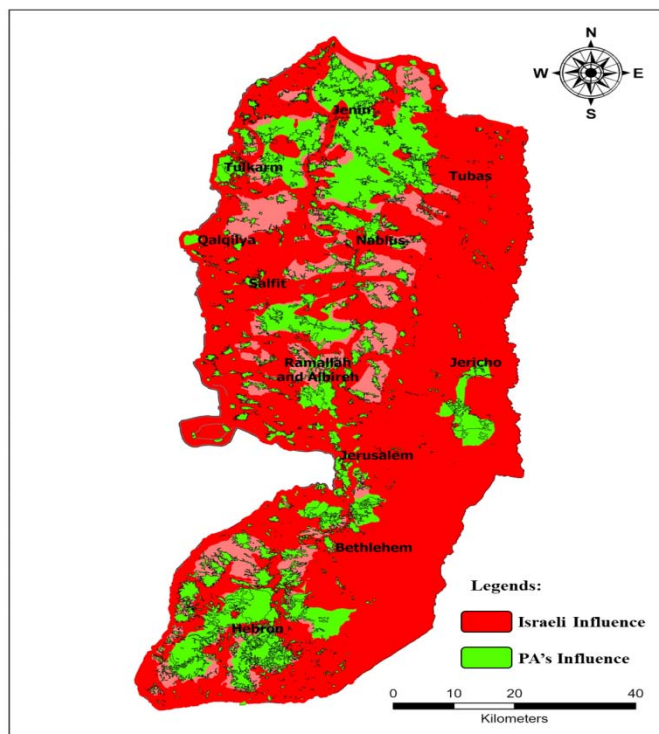 N
W E
S
Jenin
Tulkarm
Tubas
Qalqilya
Nablus
Salfit
Ramallah
and Albireh
Jericho
Jerusalem
Bethlehem
Hebron
Legends:
Israeli Influence
PA's Influence
0 10 20 40
Kilometers